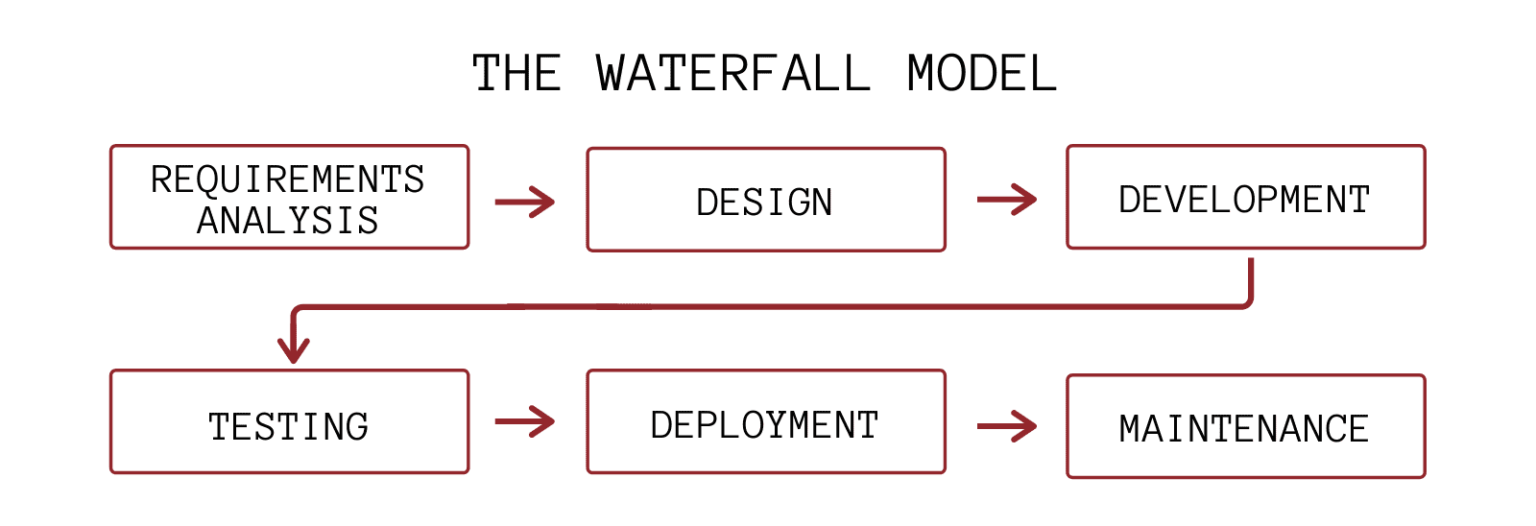 THE WATERFALL MODEL
REQUIREMENTS
ANALYSIS
DESIGN
DEVELOPMENT
TESTING
DEPLOYMENT
MAINTENANCE